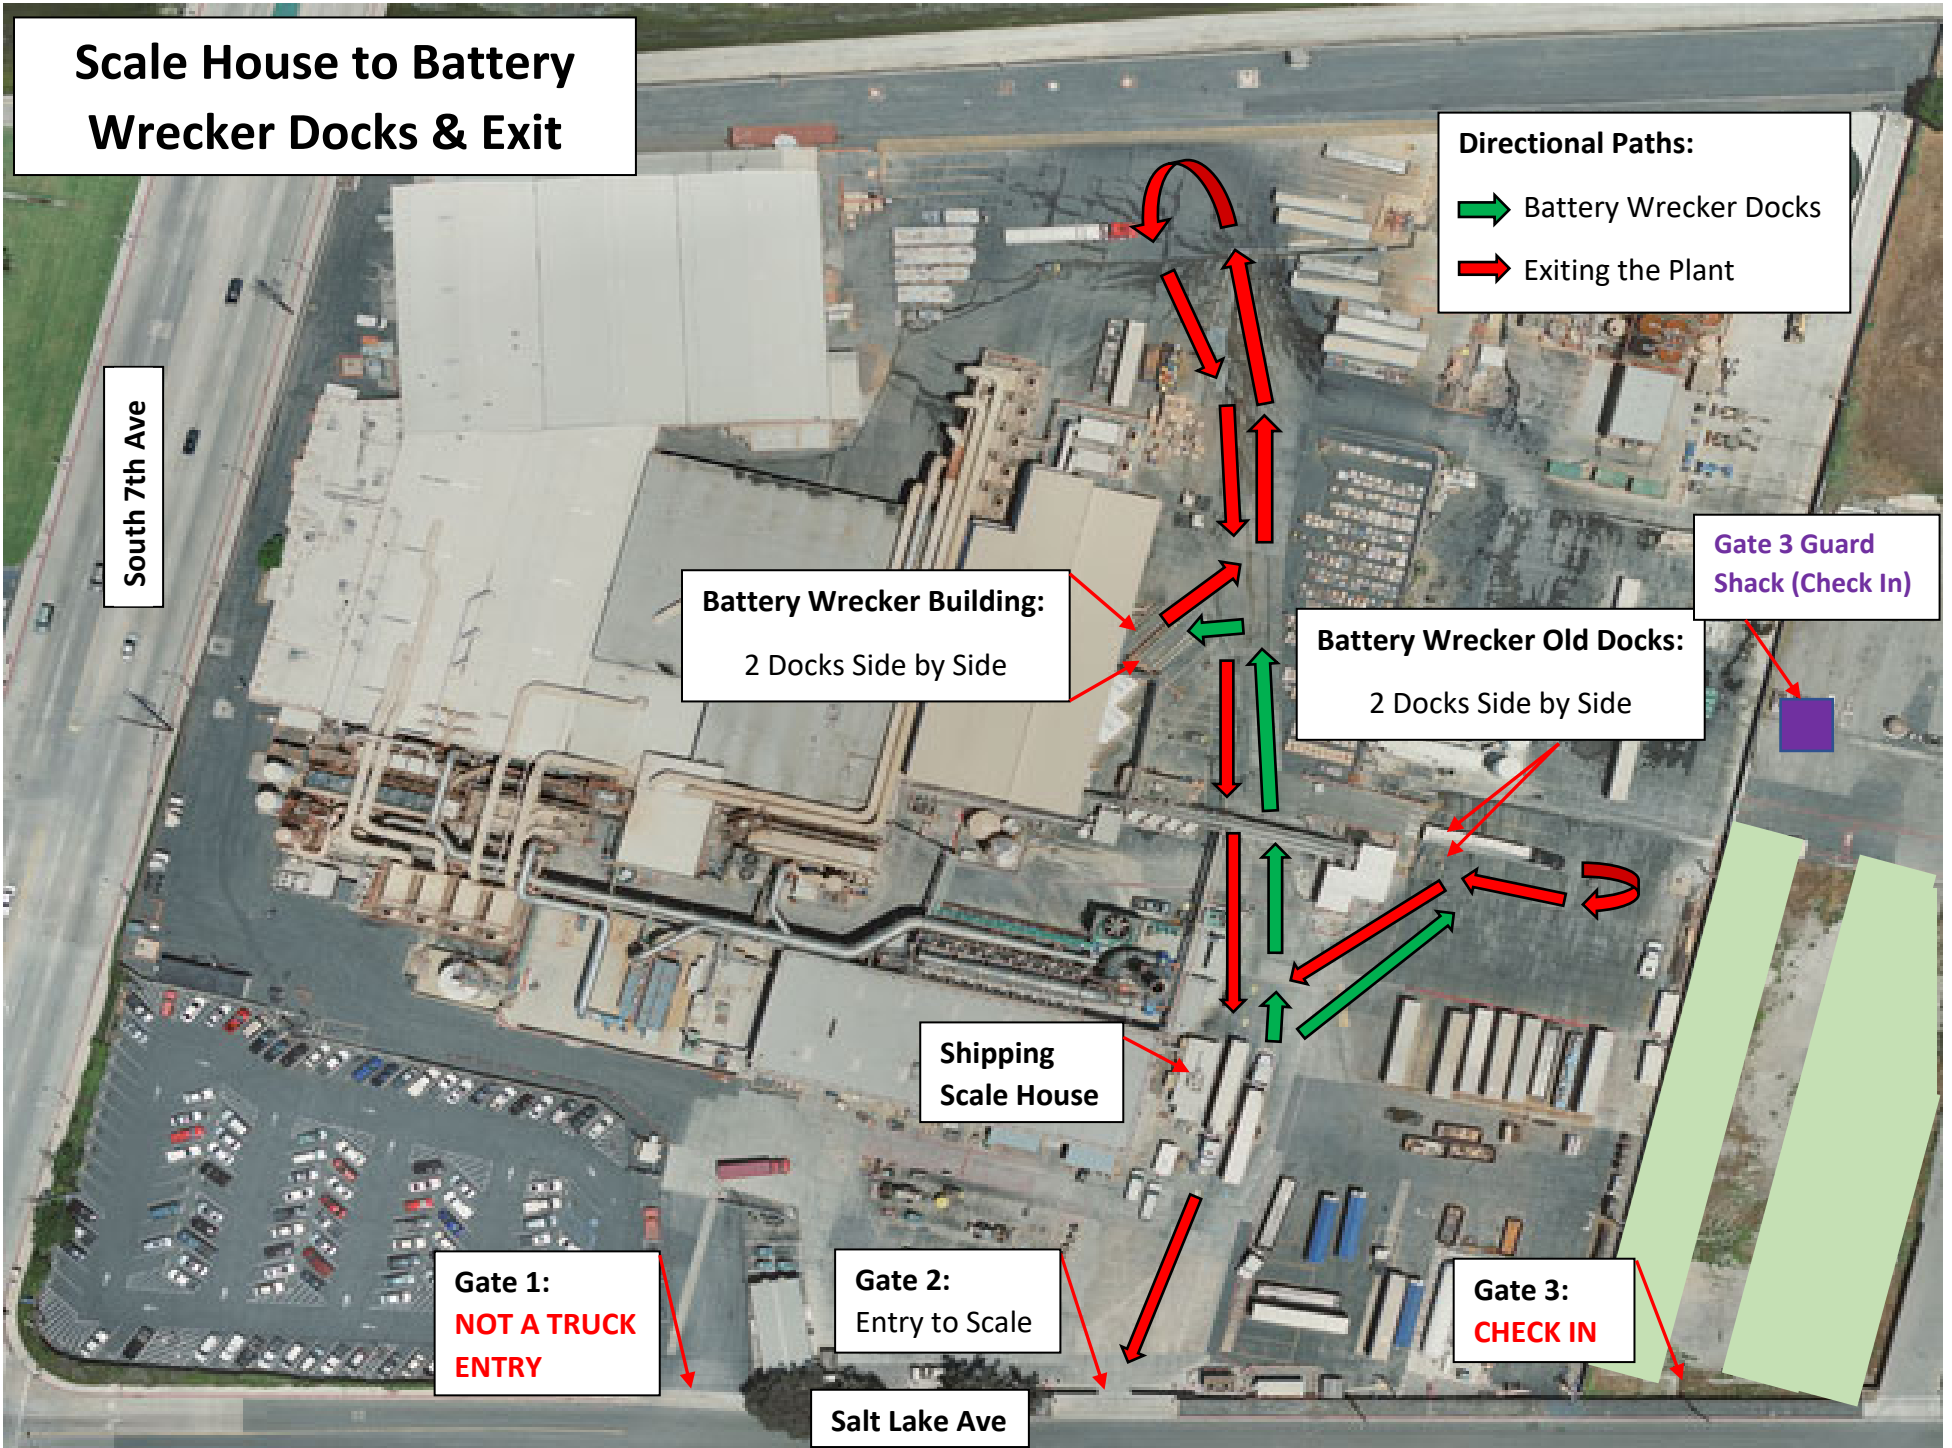 Scale House to Battery
Wrecker Docks & Exit
Directional Paths:
Battery Wrecker Docks
Exiting the Plant
South 7th Ave
Gate 3 Guard
Shack (Check In)
Battery Wrecker Building:
2 Docks Side by Side
Battery Wrecker Old Docks:
2 Docks Side by Side
Shipping
Scale House
Gate 1:
NOT A TRUCK
ENTRY
Gate 2:
Entry to Scale
Gate 3:
CHECK IN
Salt Lake Ave